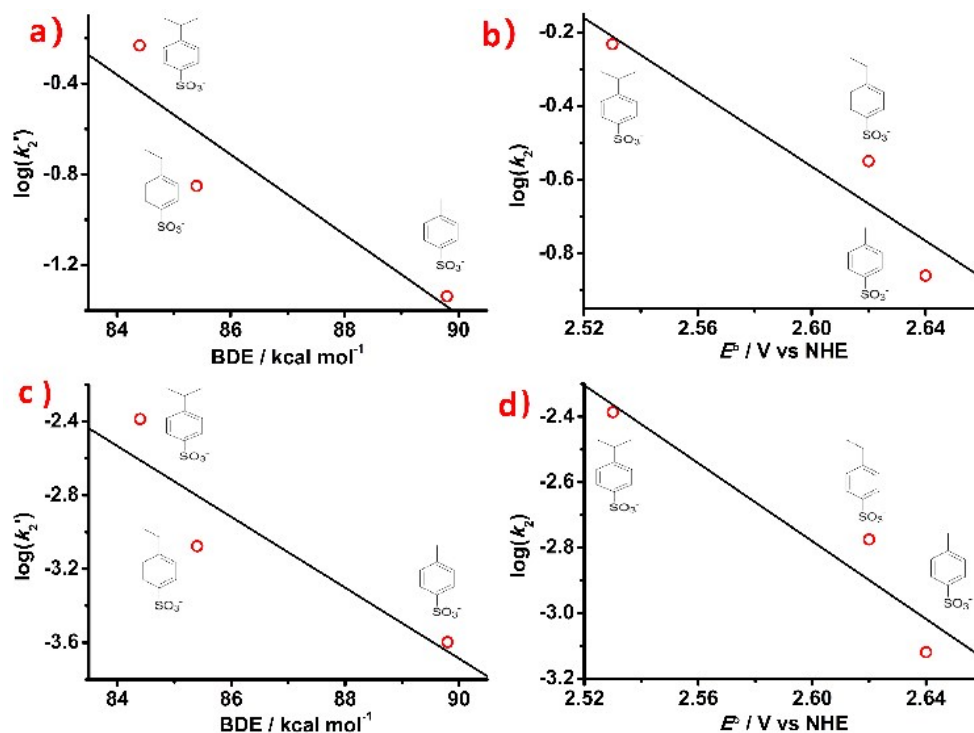 a)
-0.4
-0.8
-1.2
log(k2')
SO3-
SO3-
SO3-
84 86 88 90
BDE / kcal mol-1
b)
-0.2
-0.4
-0.6
-0.8
log(k2)
SO3-
SO3-
SO3-
2.52 2.56 2.60 2.64
E⁰ / V vs NHE
c)
-2.4
-2.8
-3.2
-3.6
log(k2')
SO3-
SO3-
SO3-
84 86 88 90
BDE / kcal mol-1
d)
-2.4
-2.6
-2.8
-3.0
-3.2
log(k2)
SO3-
SO3-
2.52 2.56 2.60 2.64
E⁰ / V vs NHE